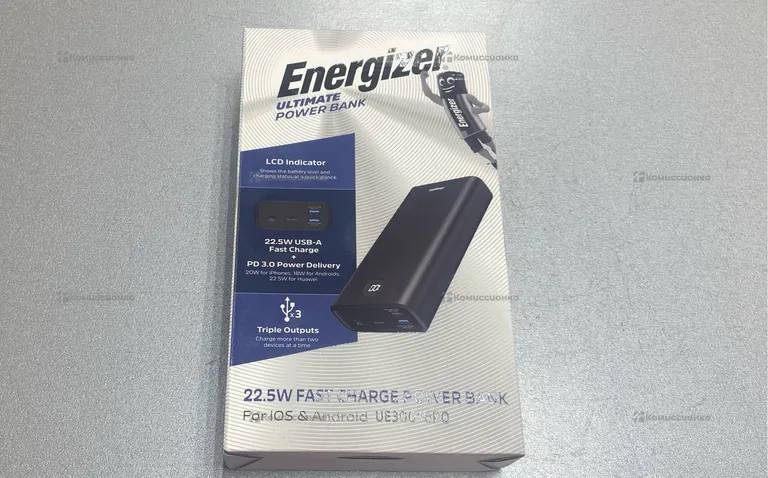 Energizer
ULTIMATE
POWER BANK
Energizer
LCD Indicator
Shows the battery level and
charging status at a quick glance.
22.5W USB-A
Fast Charge
+
PD 3.0 Power Delivery
20W for iPhones, 18W for Androids,
22.5W for Huawei
x3
Triple Outputs
Charge more than two
devices at a time.
22.5W FAST CHARGE POWER BANK
For iOS & Android
Комиссионка
Комиссионка
Комиссионка
Комиссионка
Комиссионка
Комиссионка
Комиссионка
Комиссионка